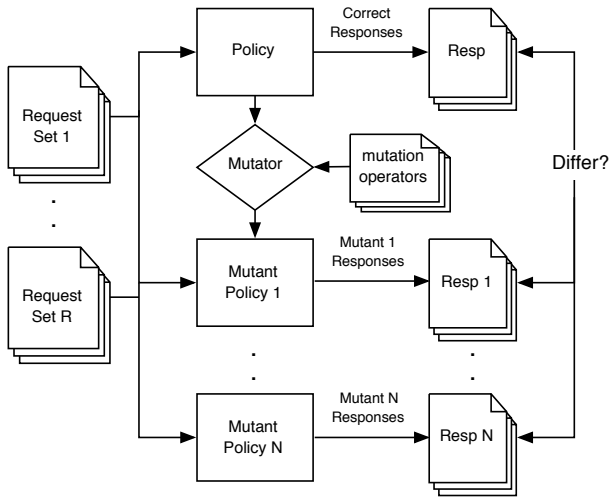 Correct
Responses
Policy
Resp
Request
Set 1
Mutator
mutation
operators
Differ?
Request
Set R
Mutant
Policy 1
Mutant 1
Responses
Resp 1
Mutant
Policy N
Mutant N
Responses
Resp N